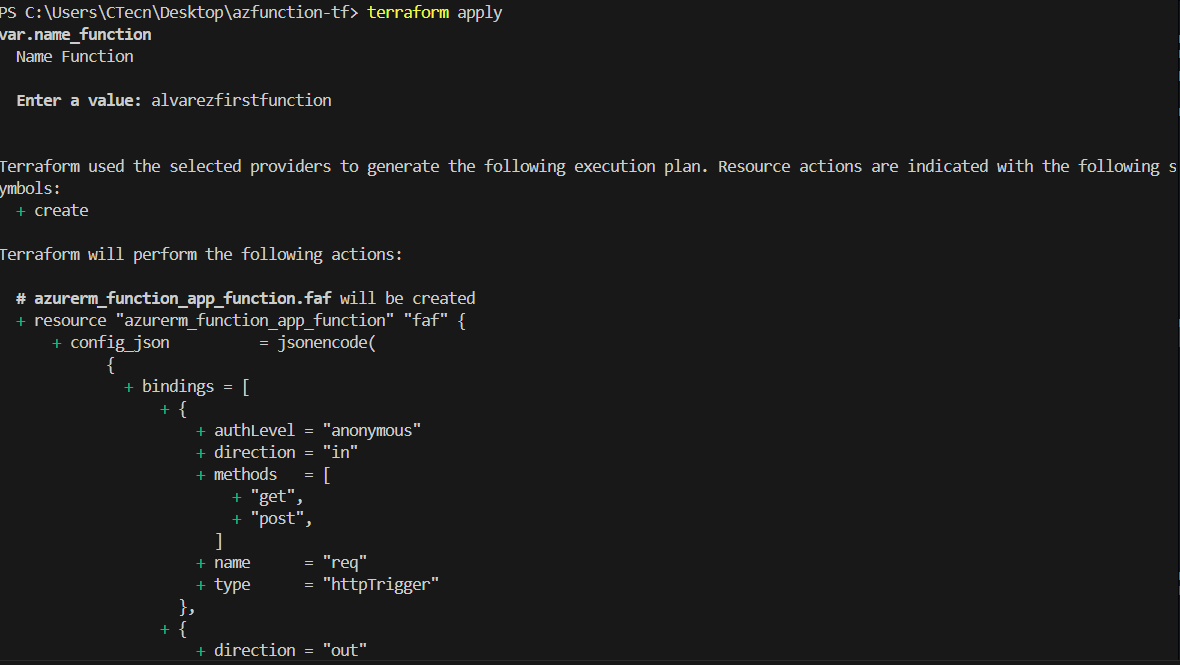 PS C:\Users\CTecn\Desktop\azfunction-tf> terraform apply
var.name_function
  Name Function

  Enter a value: alvarezfirstfunction


Terraform used the selected providers to generate the following execution plan. Resource actions are indicated with the following s
ymbols:
  + create

Terraform will perform the following actions:

  # azurerm_function_app_function.faf will be created
  + resource "azurerm_function_app_function" "faf" {
      + config_json          = jsonencode(
            {
              + bindings = [
                  + {
                      + authLevel = "anonymous"
                      + direction = "in"
                      + methods   = [
                          + "get",
                          + "post",
                        ]
                      + name      = "req"
                      + type      = "httpTrigger"
                    },
                  + {
                      + direction = "out"